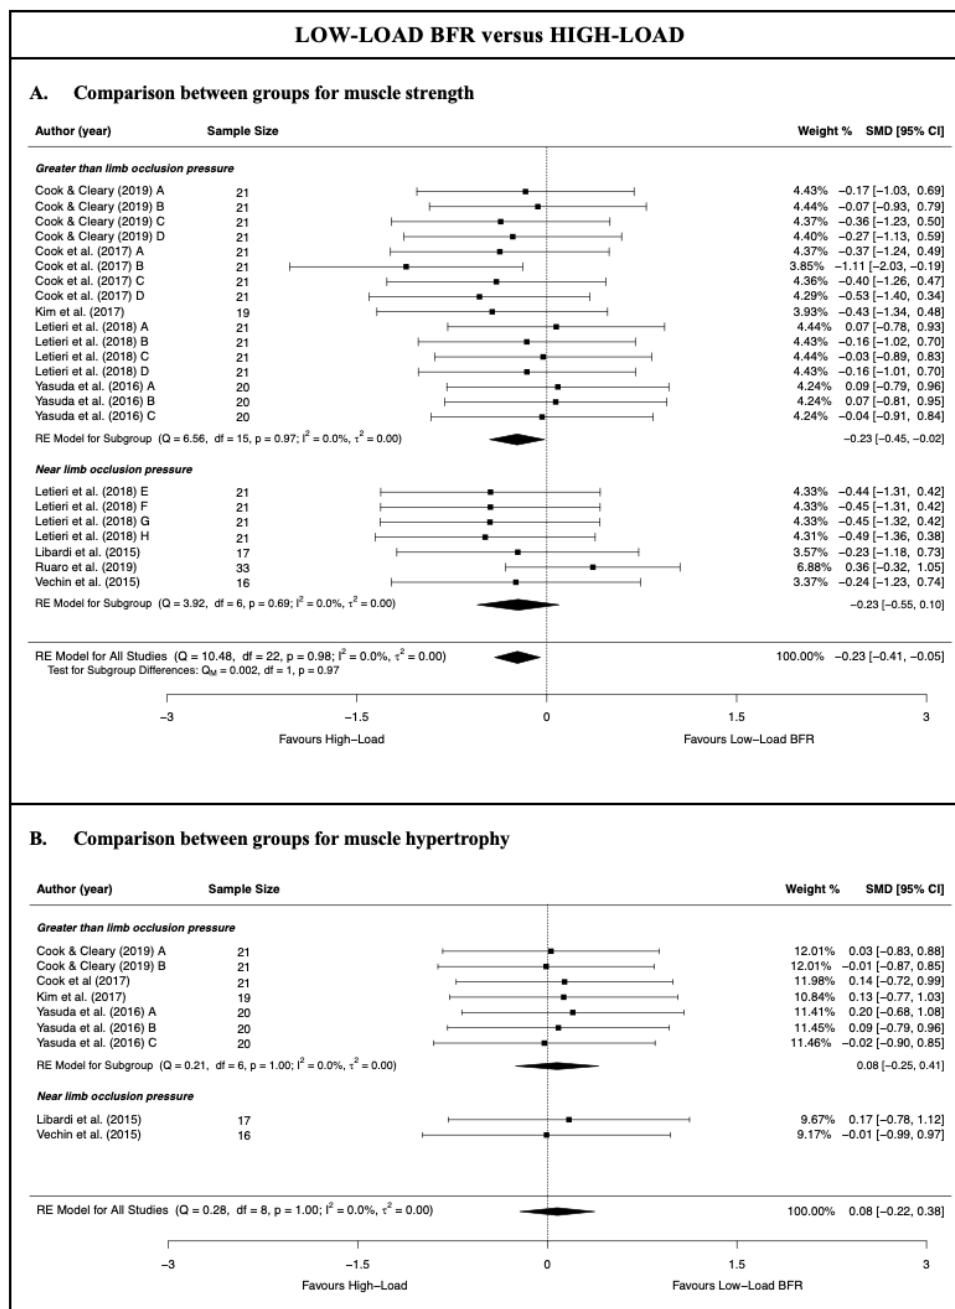 LOW-LOAD BFR versus HIGH-LOAD
A. Comparison between groups for muscle strength
Author (year) Sample Size Weight % SMD [95% CI]
Greater than limb occlusion pressure
Cook & Cleary (2019) A 21 4.43% −0.17 [−1.03, 0.69]
Cook & Cleary (2019) B 21 4.44% −0.07 [−0.93, 0.79]
Cook & Cleary (2019) C 21 4.37% −0.36 [−1.23, 0.50]
Cook & Cleary (2019) D 21 4.40% −0.27 [−1.13, 0.59]
Cook et al. (2017) A 21 4.37% −0.37 [−1.24, 0.49]
Cook et al. (2017) B 21 3.85% −1.11 [−2.03, −0.19]
Cook et al. (2017) C 21 4.36% −0.40 [−1.26, 0.47]
Cook et al. (2017) D 21 4.29% −0.53 [−1.40, 0.34]
Kim et al. (2017) 19 3.93% −0.43 [−1.34, 0.48]
Letieri et al. (2018) A 21 4.44% 0.07 [−0.78, 0.93]
Letieri et al. (2018) B 21 4.43% −0.16 [−1.02, 0.70]
Letieri et al. (2018) C 21 4.44% −0.03 [−0.89, 0.83]
Letieri et al. (2018) D 21 4.43% −0.16 [−1.01, 0.70]
Yasuda et al. (2016) A 20 4.24% 0.09 [−0.79, 0.96]
Yasuda et al. (2016) B 20 4.24% 0.07 [−0.81, 0.95]
Yasuda et al. (2016) C 20 4.24% −0.04 [−0.91, 0.84]
RE Model for Subgroup (Q = 6.56, df = 15, p = 0.97; I² = 0.0%, τ² = 0.00) −0.23 [−0.45, −0.02]
Near limb occlusion pressure
Letieri et al. (2018) E 21 4.33% −0.44 [−1.31, 0.42]
Letieri et al. (2018) F 21 4.33% −0.45 [−1.31, 0.42]
Letieri et al. (2018) G 21 4.33% −0.45 [−1.32, 0.42]
Letieri et al. (2018) H 21 4.31% −0.49 [−1.36, 0.38]
Libardi et al. (2015) 17 3.57% −0.23 [−1.18, 0.73]
Ruaro et al. (2019) 33 6.88% 0.36 [−0.32, 1.05]
Vechin et al. (2015) 16 3.37% −0.24 [−1.23, 0.74]
RE Model for Subgroup (Q = 3.92, df = 6, p = 0.69; I² = 0.0%, τ² = 0.00) −0.23 [−0.55, 0.10]
RE Model for All Studies (Q = 10.48, df = 22, p = 0.98; I² = 0.0%, τ² = 0.00) 100.00% −0.23 [−0.41, −0.05]
Test for Subgroup Differences: Q_M = 0.002, df = 1, p = 0.97
−3 −1.5 0 1.5 3
Favours High−Load Favours Low−Load BFR
B. Comparison between groups for muscle hypertrophy
Author (year) Sample Size Weight % SMD [95% CI]
Greater than limb occlusion pressure
Cook & Cleary (2019) A 21 12.01% 0.03 [−0.83, 0.88]
Cook & Cleary (2019) B 21 12.01% −0.01 [−0.87, 0.85]
Cook et al (2017) 21 11.98% 0.14 [−0.72, 0.99]
Kim et al. (2017) 19 10.84% 0.13 [−0.77, 1.03]
Yasuda et al. (2016) A 20 11.41% 0.20 [−0.68, 1.08]
Yasuda et al. (2016) B 20 11.45% 0.09 [−0.79, 0.96]
Yasuda et al. (2016) C 20 11.46% −0.02 [−0.90, 0.85]
RE Model for Subgroup (Q = 0.21, df = 6, p = 1.00; I² = 0.0%, τ² = 0.00) 0.08 [−0.25, 0.41]
Near limb occlusion pressure
Libardi et al. (2015) 17 9.67% 0.17 [−0.78, 1.12]
Vechin et al. (2015) 16 9.17% −0.01 [−0.99, 0.97]
RE Model for All Studies (Q = 0.28, df = 8, p = 1.00; I² = 0.0%, τ² = 0.00) 100.00% 0.08 [−0.22, 0.38]
−3 −1.5 0 1.5 3
Favours High−Load Favours Low−Load BFR